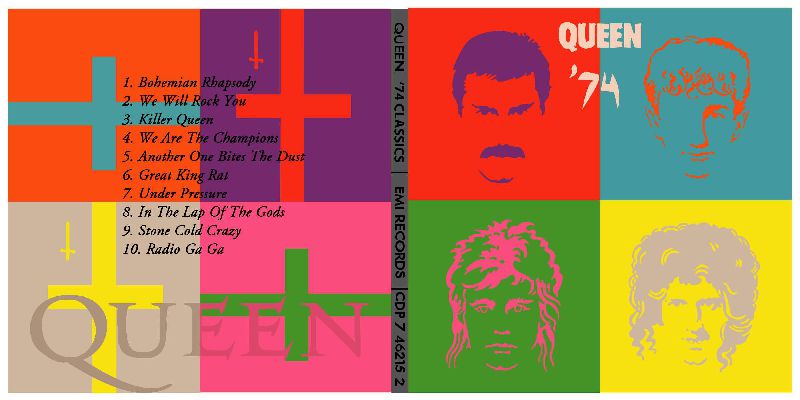 1. Bohemian Rhapsody
2. We Will Rock You
3. Killer Queen
4. We Are The Champions
5. Another One Bites The Dust
6. Great King Rat
7. Under Pressure
8. In The Lap Of The Gods
9. Stone Cold Crazy
10. Radio Ga Ga
QUEEN
QUEEN '74 CLASSICS | EMI RECORDS | CDP 7 46215 2
QUEEN
'74